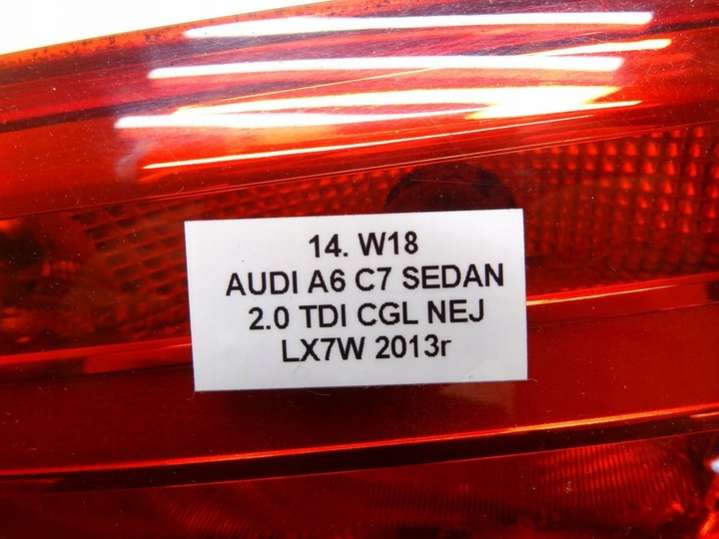 14. W18
AUDI A6 C7 SEDAN
2.0 TDI CGL NEJ
LX7W 2013r